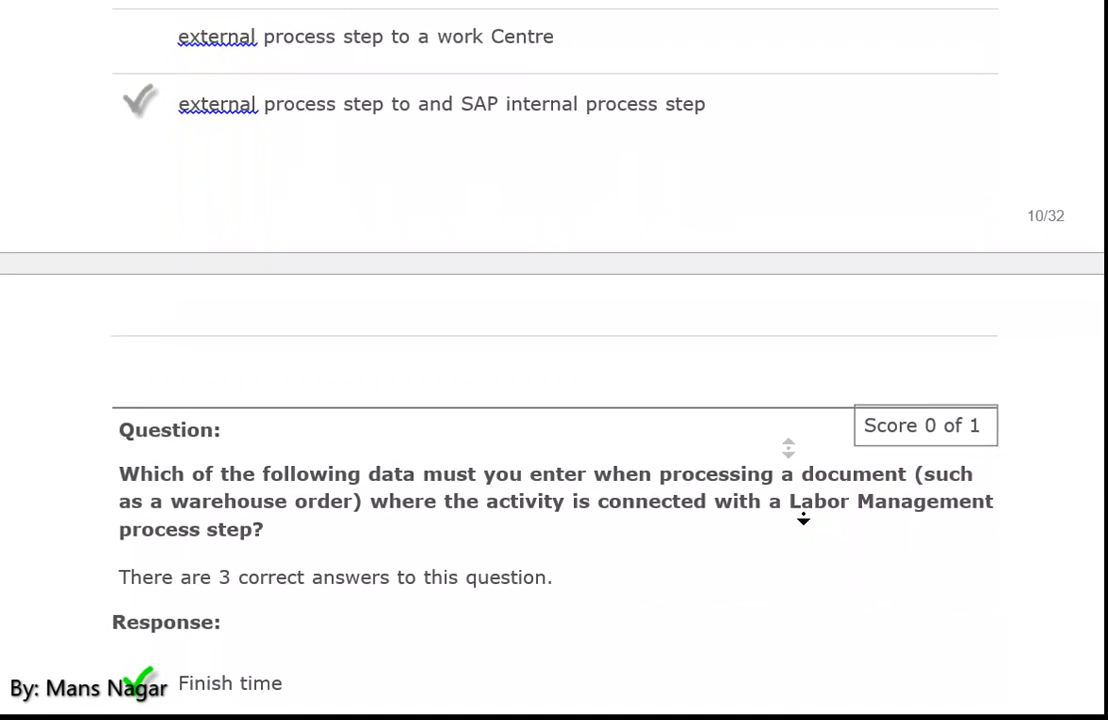 external process step to a work Centre
external process step to and SAP internal process step
10/32
Question:
Score 0 of 1
Which of the following data must you enter when processing a document (such
as a warehouse order) where the activity is connected with a Labor Management
process step?
There are 3 correct answers to this question.
Response:
Finish time
By: Mans Nagar